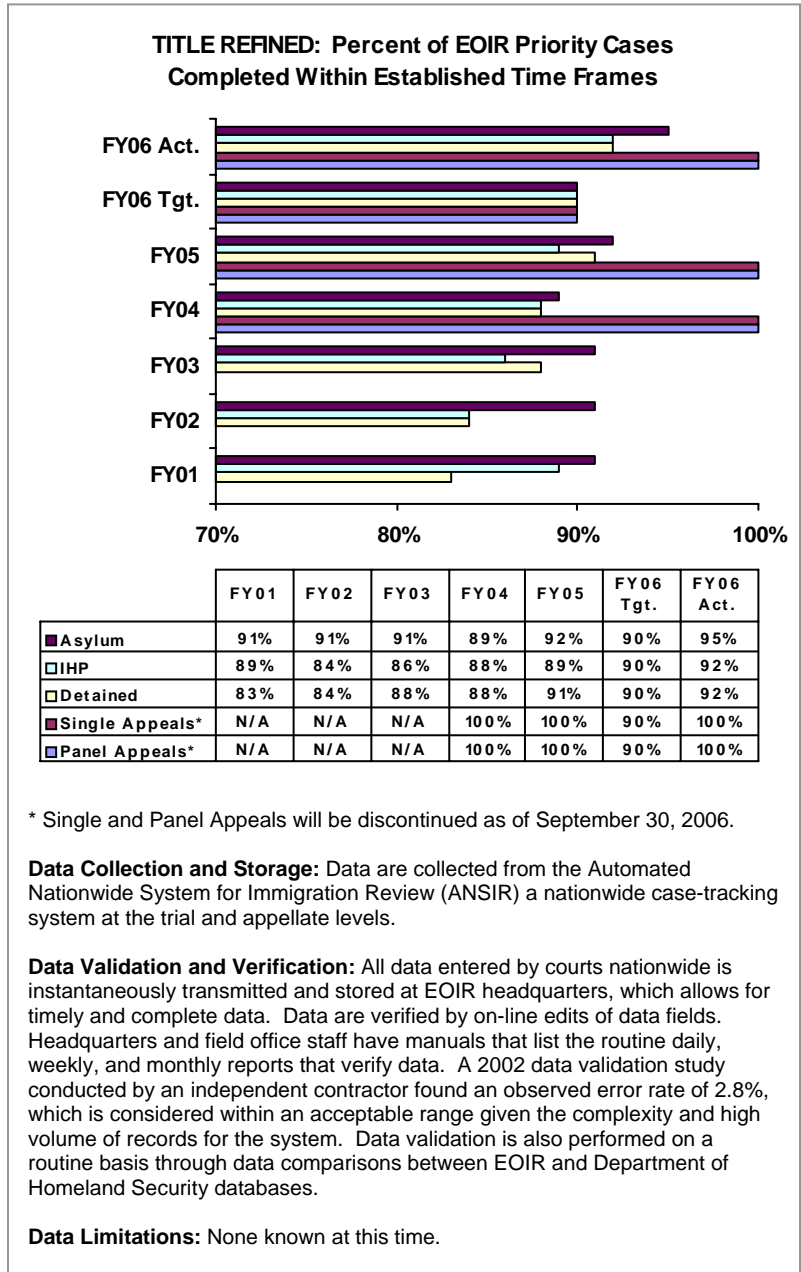 TITLE REFINED: Percent of EOIR Priority Cases
Completed Within Established Time Frames
FY06 Act.
FY06 Tgt.
FY05
FY04
FY03
FY02
FY01
70% 80% 90% 100%
FY01 FY02 FY03 FY04 FY05 FY06 Tgt. FY06 Act.
Asylum 91% 91% 91% 89% 92% 90% 95%
IHP 89% 84% 86% 88% 89% 90% 92%
Detained 83% 84% 88% 88% 91% 90% 92%
Single Appeals* N/A N/A N/A 100% 100% 90% 100%
Panel Appeals* N/A N/A N/A 100% 100% 90% 100%
* Single and Panel Appeals will be discontinued as of September 30, 2006.
Data Collection and Storage: Data are collected from the Automated
Nationwide System for Immigration Review (ANSIR) a nationwide case-tracking
system at the trial and appellate levels.
Data Validation and Verification: All data entered by courts nationwide is
instantaneously transmitted and stored at EOIR headquarters, which allows for
timely and complete data. Data are verified by on-line edits of data fields.
Headquarters and field office staff have manuals that list the routine daily,
weekly, and monthly reports that verify data. A 2002 data validation study
conducted by an independent contractor found an observed error rate of 2.8%,
which is considered within an acceptable range given the complexity and high
volume of records for the system. Data validation is also performed on a
routine basis through data comparisons between EOIR and Department of
Homeland Security databases.
Data Limitations: None known at this time.